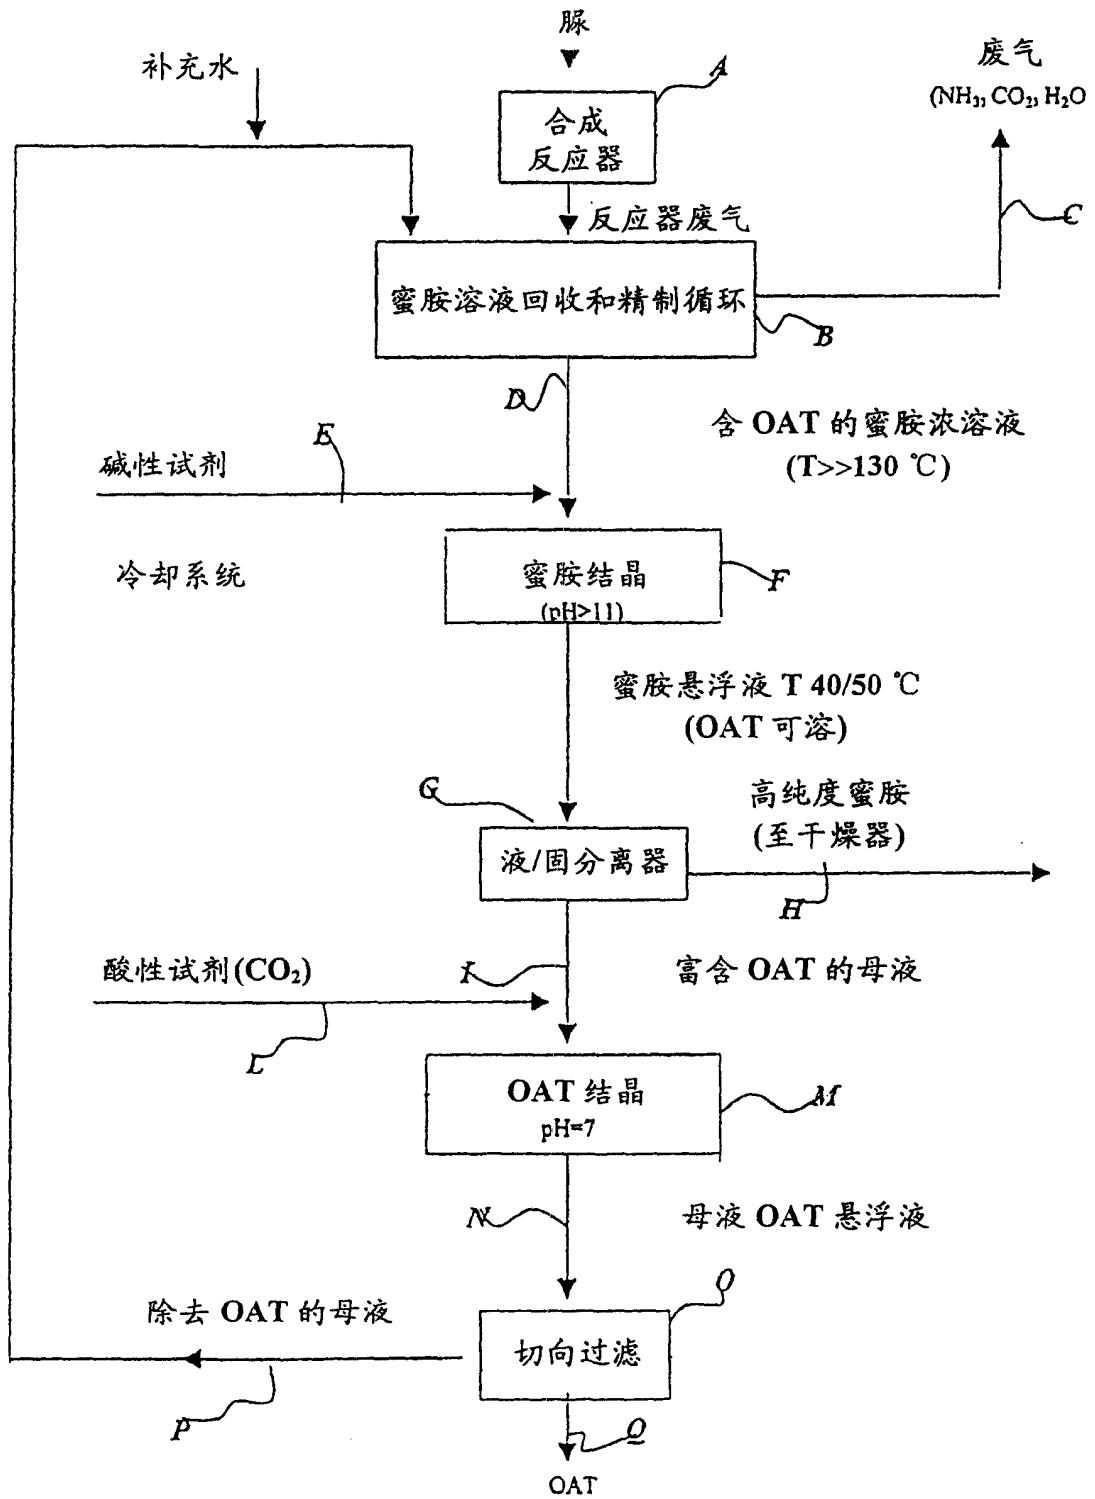 脲
补充水
A
废气
(NH₃, CO₂, H₂O
合成
反应器
反应器废气
C
蜜胺溶液回收和精制循环
B
D
含 OAT 的蜜胺浓溶液
(T>>130 ℃)
E
碱性试剂
冷却系统
蜜胺结晶
(pH>11)
F
蜜胺悬浮液 T 40/50 ℃
(OAT 可溶)
G
高纯度蜜胺
(至干燥器)
液/固分离器
H
酸性试剂(CO₂)
I
富含 OAT 的母液
L
OAT 结晶
pH=7
M
N
母液 OAT 悬浮液
O
除去 OAT 的母液
切向过滤
P
Q
OAT